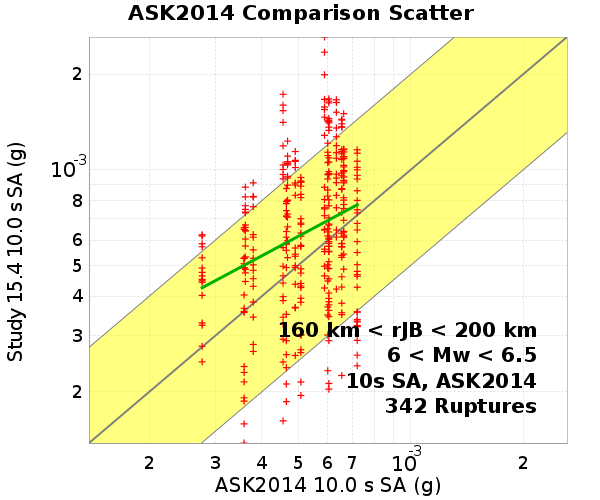 ASK2014 Comparison Scatter
Study 15.4 10.0 s SA (g)
2
10-3
8
6
5
4
3
2
160 km < rJB < 200 km
6 < Mw < 6.5
10s SA, ASK2014
342 Ruptures
2 3 4 5 6 7 10-3 2
ASK2014 10.0 s SA (g)